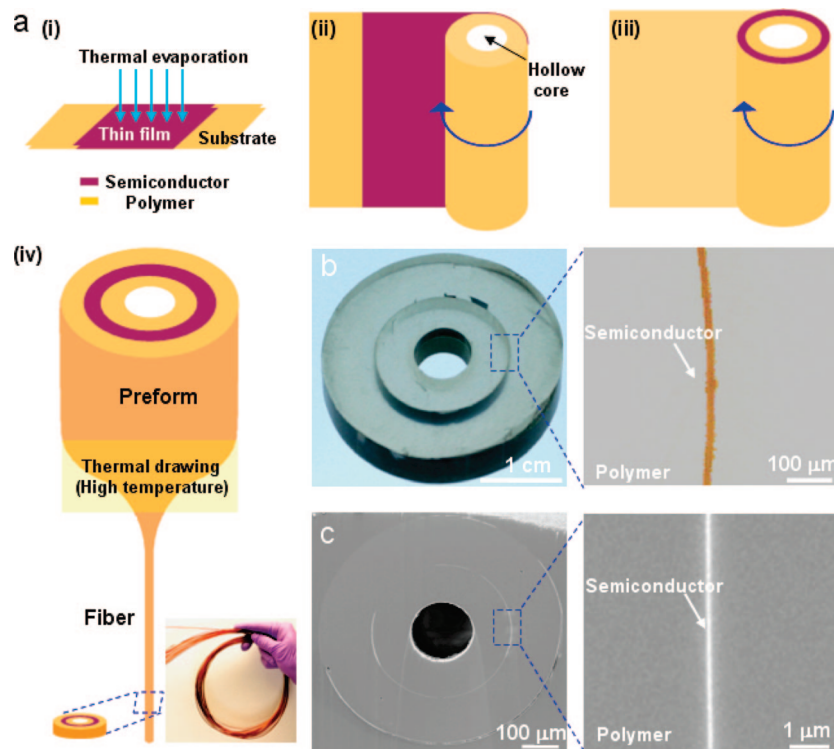 a (i)
Thermal evaporation
Thin film
Substrate
Semiconductor
Polymer
(ii)
Hollow
core
(iii)
(iv)
Preform
Thermal drawing
(High temperature)
Fiber
b
1 cm
Semiconductor
Polymer
100 μm
c
100 μm
Semiconductor
Polymer
1 μm